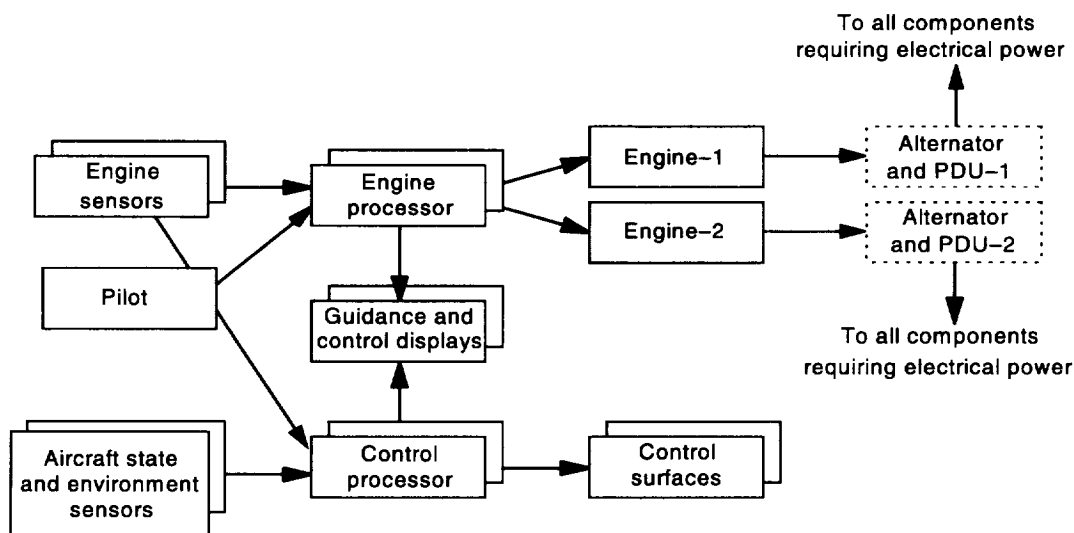 To all components
requiring electrical power
Engine
sensors
Engine
processor
Engine–1
Alternator
and PDU–1
Engine–2
Alternator
and PDU–2
Pilot
Guidance and
control displays
To all components
requiring electrical power
Aircraft state
and environment
sensors
Control
processor
Control
surfaces